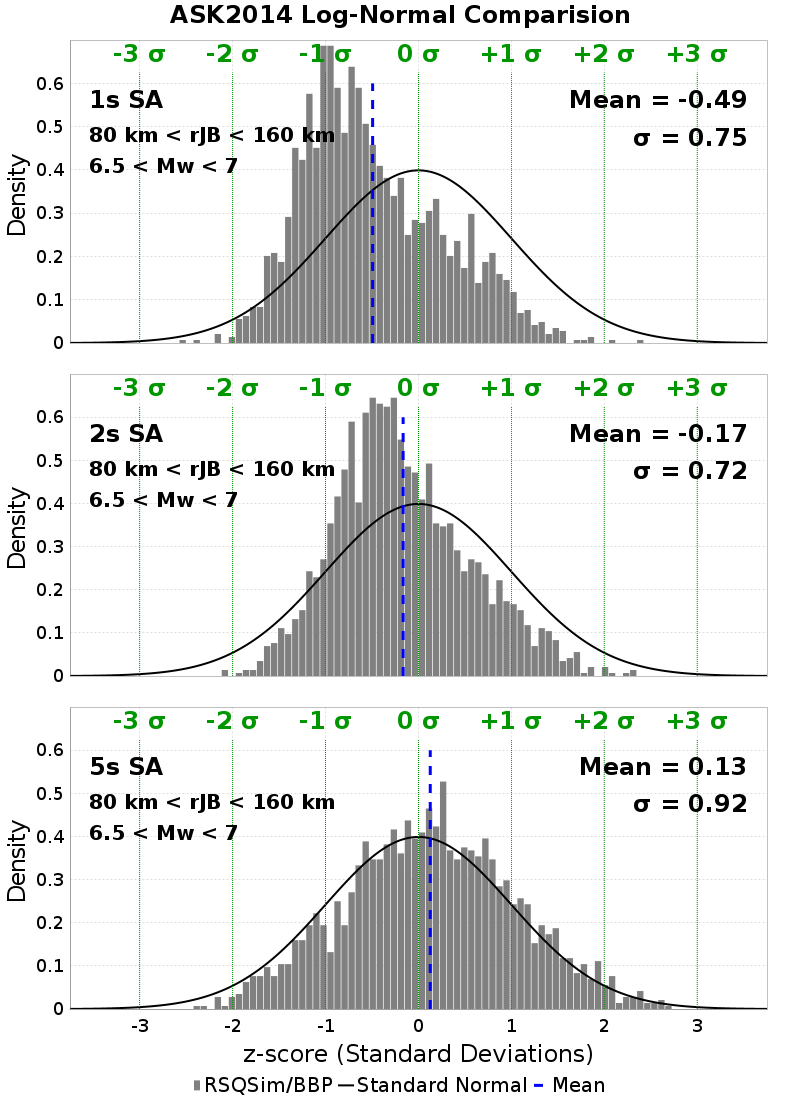 ASK2014 Log-Normal Comparision
-3 σ -2 σ -1 σ 0 σ +1 σ +2 σ +3 σ
1s SA
80 km < rJB < 160 km
6.5 < Mw < 7
Mean = -0.49
σ = 0.75
0.6
0.5
0.4
0.3
0.2
0.1
0
Density
-3 σ -2 σ -1 σ 0 σ +1 σ +2 σ +3 σ
2s SA
80 km < rJB < 160 km
6.5 < Mw < 7
Mean = -0.17
σ = 0.72
0.6
0.5
0.4
0.3
0.2
0.1
0
Density
-3 σ -2 σ -1 σ 0 σ +1 σ +2 σ +3 σ
5s SA
80 km < rJB < 160 km
6.5 < Mw < 7
Mean = 0.13
σ = 0.92
0.6
0.5
0.4
0.3
0.2
0.1
0
Density
-3 -2 -1 0 1 2 3
z-score (Standard Deviations)
RSQSim/BBP Standard Normal Mean